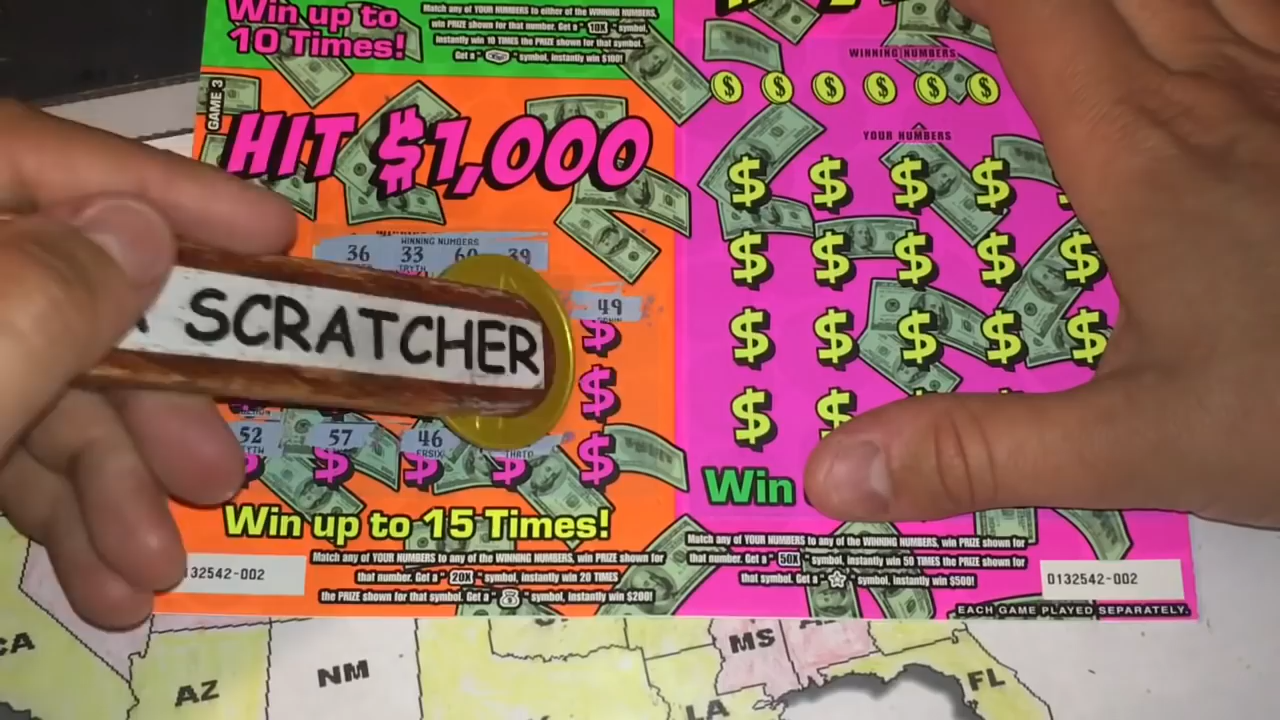 Win up to
10 Times!
Match any of YOUR NUMBERS to either of the WINNING NUMBERS,
win PRIZE shown for that number. Get a " 10X " symbol,
instantly win 10 TIMES the PRIZE shown for that symbol.
Get a " " symbol, instantly win $100!
GAME 3
HIT $1,000
WINNING NUMBERS
36 33 60 39
49
SCRATCHER
52 57 46
Win up to 15 Times!
Match any of YOUR NUMBERS to any of the WINNING NUMBERS, win PRIZE shown for
that number. Get a " 20X " symbol, instantly win 20 TIMES
the PRIZE shown for that symbol. Get a " " symbol, instantly win $200!
132542-002
WINNING NUMBERS
$ $ $ $ $ $
YOUR NUMBERS
$ $ $ $
$ $ $ $ $
$ $ $ $ $
$ $
Win
Match any of YOUR NUMBERS to any of the WINNING NUMBERS, win PRIZE shown for
that number. Get a " 50X " symbol, instantly win 50 TIMES the PRIZE shown for
that symbol. Get a " " symbol, instantly win $500!
0132542-002
EACH GAME PLAYED SEPARATELY.
CA
AZ
NM
MS
LA
FL